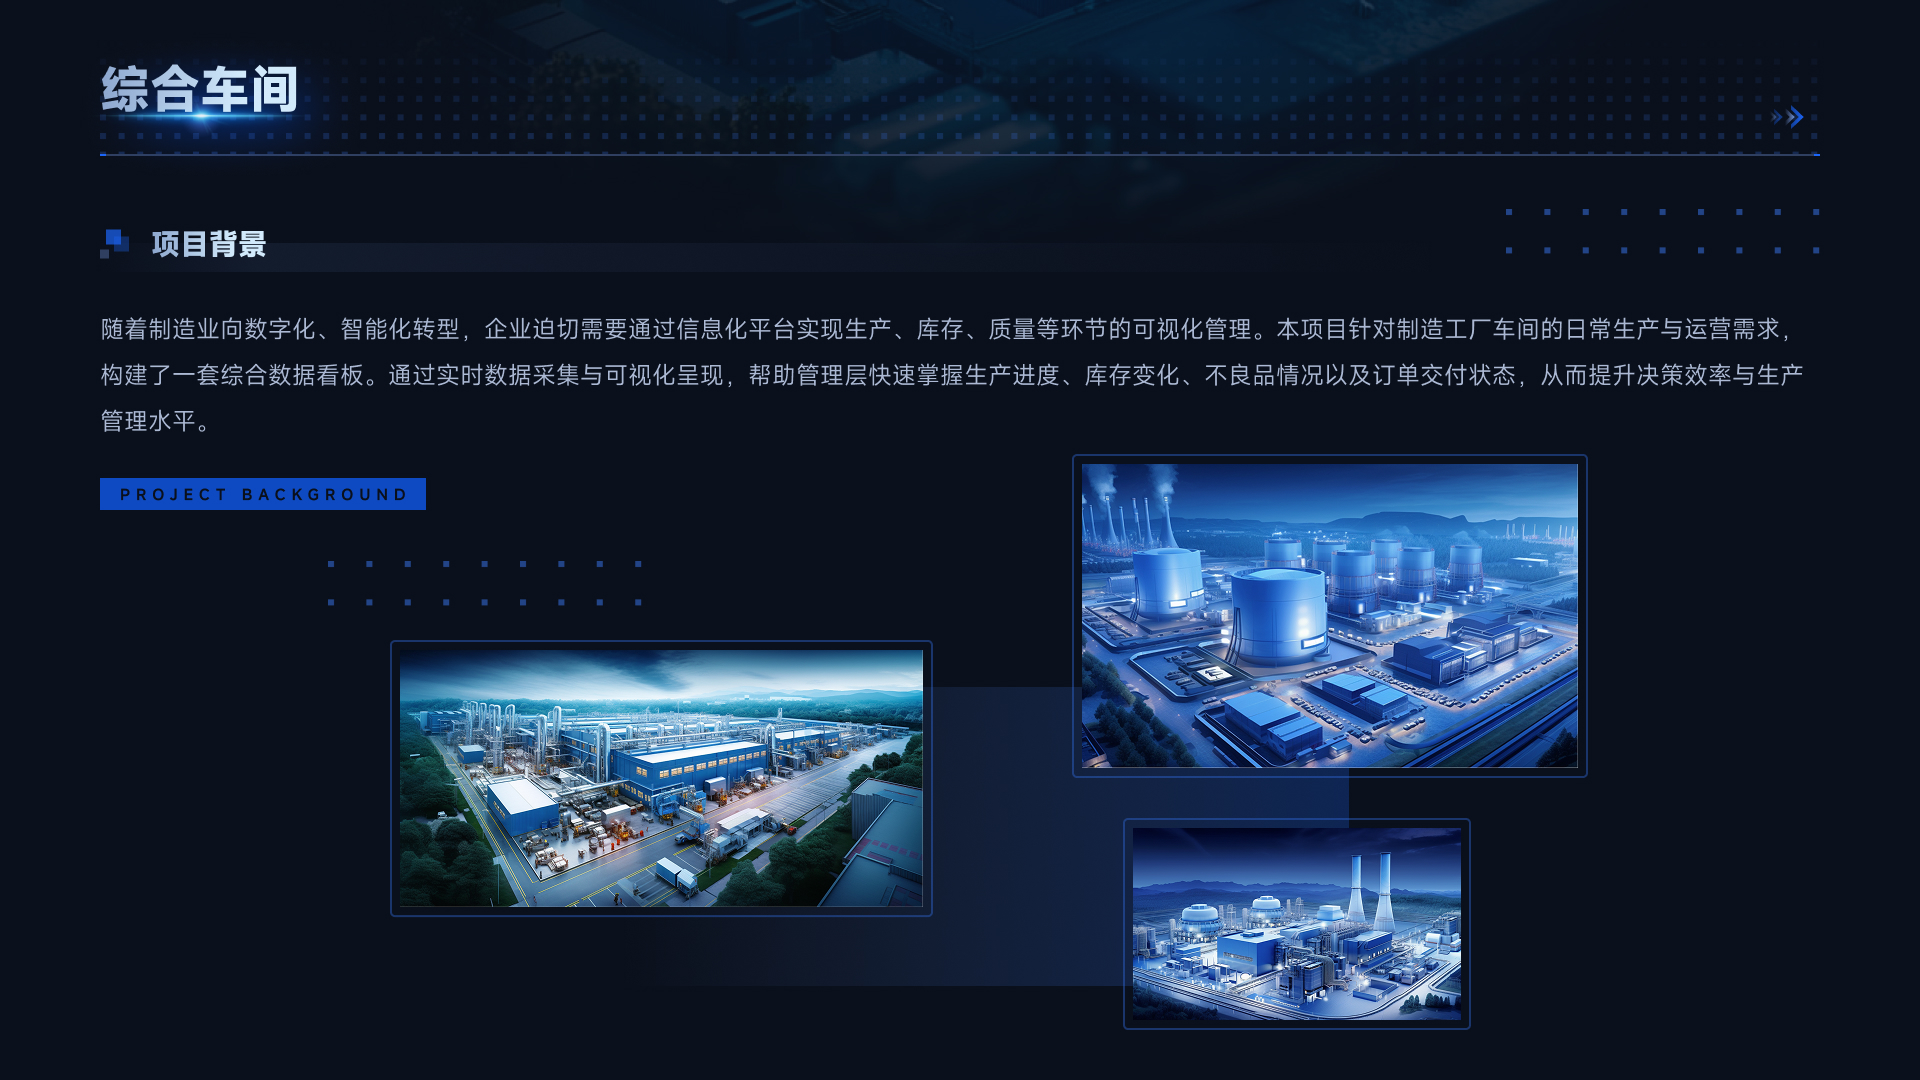 综合车间
项目背景
随着制造业向数字化、智能化转型，企业迫切需要通过信息化平台实现生产、库存、质量等环节的可视化管理。本项目针对制造工厂车间的日常生产与运营需求，
构建了一套综合数据看板。通过实时数据采集与可视化呈现，帮助管理层快速掌握生产进度、库存变化、不良品情况以及订单交付状态，从而提升决策效率与生产
管理水平。
PROJECT BACKGROUND